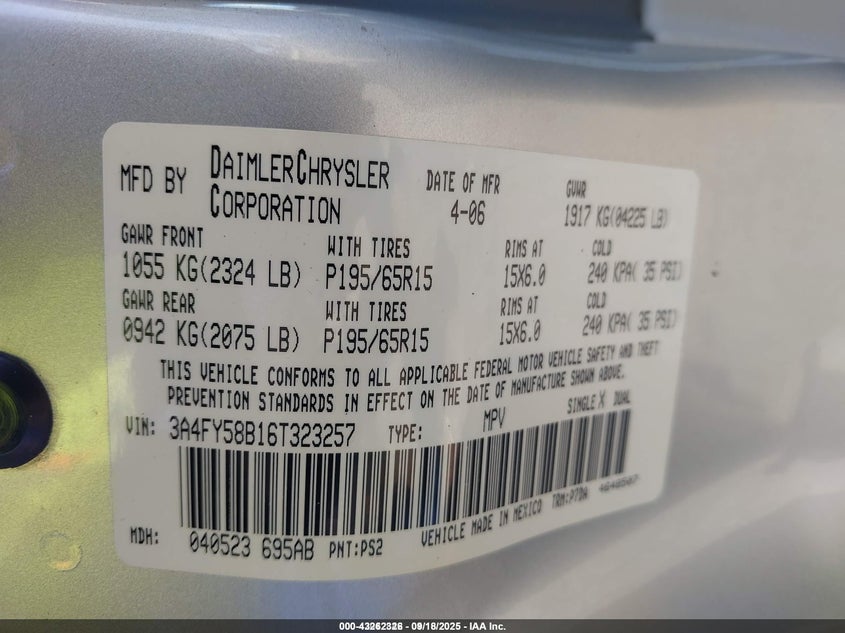 MFD BY DAIMLERCHRYSLER CORPORATION
DATE OF MFR 4-06
GVWR 1917 KG(04225 LB)
GAWR FRONT WITH TIRES RIMS AT COLD
1055 KG(2324 LB) P195/65R15 15X6.0 240 KPA( 35 PSI)
GAWR REAR WITH TIRES RIMS AT COLD
0942 KG(2075 LB) P195/65R15 15X6.0 240 KPA( 35 PSI)
THIS VEHICLE CONFORMS TO ALL APPLICABLE FEDERAL MOTOR VEHICLE SAFETY AND THEFT
PREVENTION STANDARDS IN EFFECT ON THE DATE OF MANUFACTURE SHOWN ABOVE.
VIN: 3A4FY58B16T323257 TYPE: MPV SINGLE X DUAL
MDH: 040523 695AB PNT:PS2 VEHICLE MADE IN MEXICO TRM:P7DA 4648507
09/18/2025 - IAA Inc.